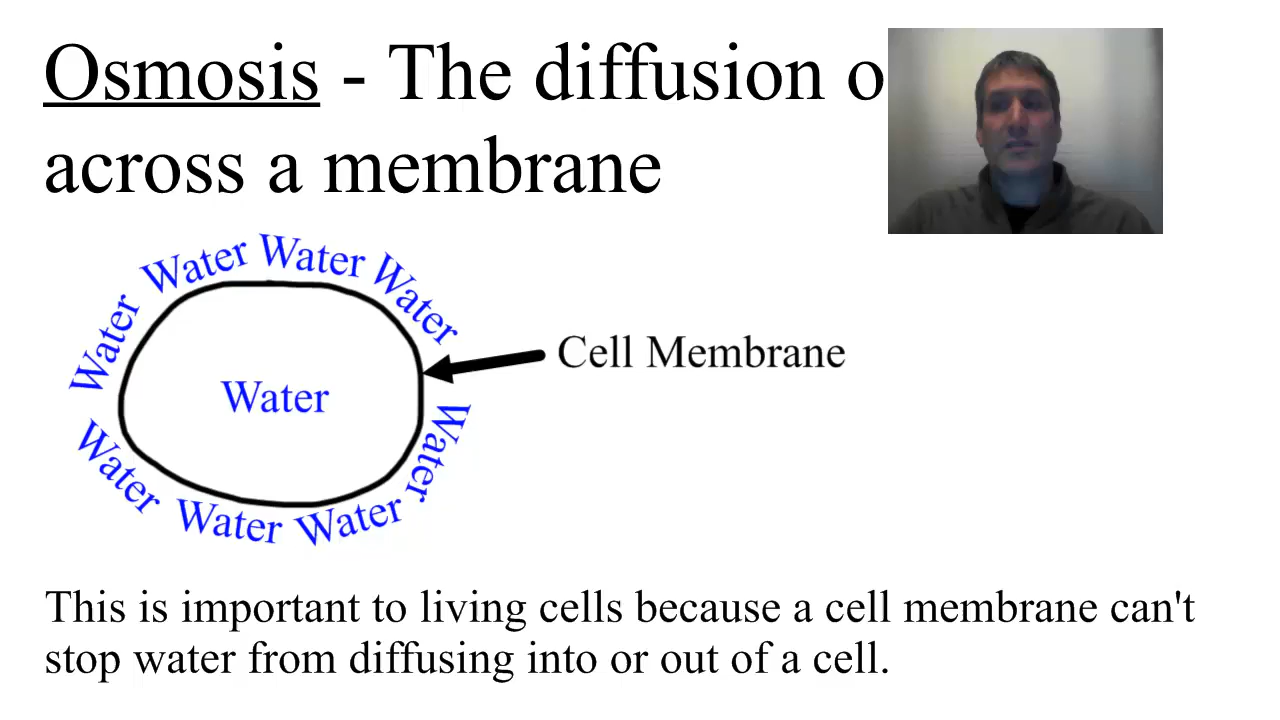 Osmosis - The diffusion o
across a membrane
Water Water Water Water
Cell Membrane
Water
Water Water Water Water
This is important to living cells because a cell membrane can't
stop water from diffusing into or out of a cell.